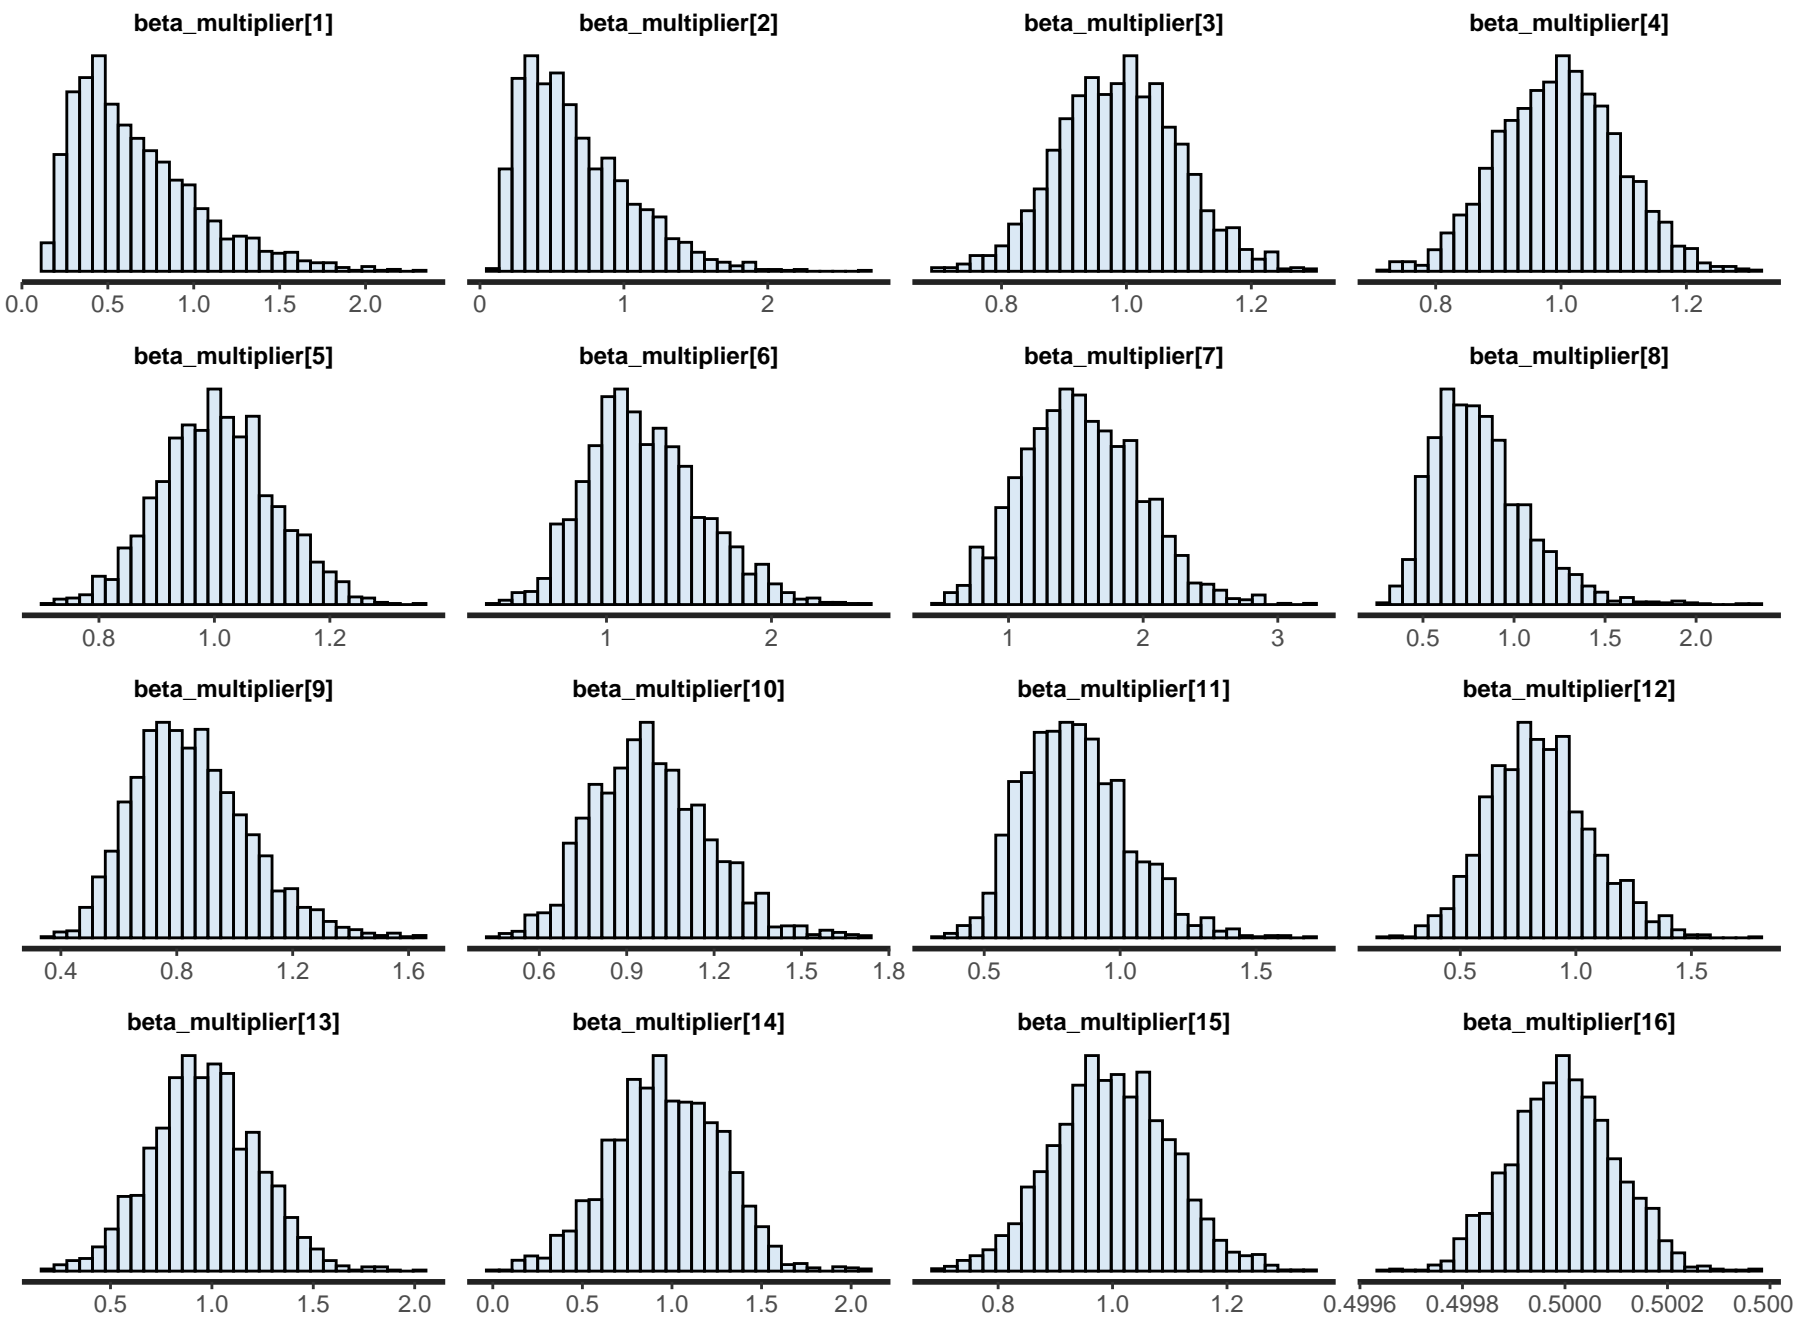 beta_multiplier[1] beta_multiplier[2] beta_multiplier[3] beta_multiplier[4]
0.0 0.5 1.0 1.5 2.0 0 1 2 0.8 1.0 1.2 0.8 1.0 1.2
beta_multiplier[5] beta_multiplier[6] beta_multiplier[7] beta_multiplier[8]
0.8 1.0 1.2 1 2 1 2 3 0.5 1.0 1.5 2.0
beta_multiplier[9] beta_multiplier[10] beta_multiplier[11] beta_multiplier[12]
0.4 0.8 1.2 1.6 0.6 0.9 1.2 1.5 1.8 0.5 1.0 1.5 0.5 1.0 1.5
beta_multiplier[13] beta_multiplier[14] beta_multiplier[15] beta_multiplier[16]
0.5 1.0 1.5 2.0 0.0 0.5 1.0 1.5 2.0 0.8 1.0 1.2 0.4996 0.4998 0.5000 0.5002 0.500